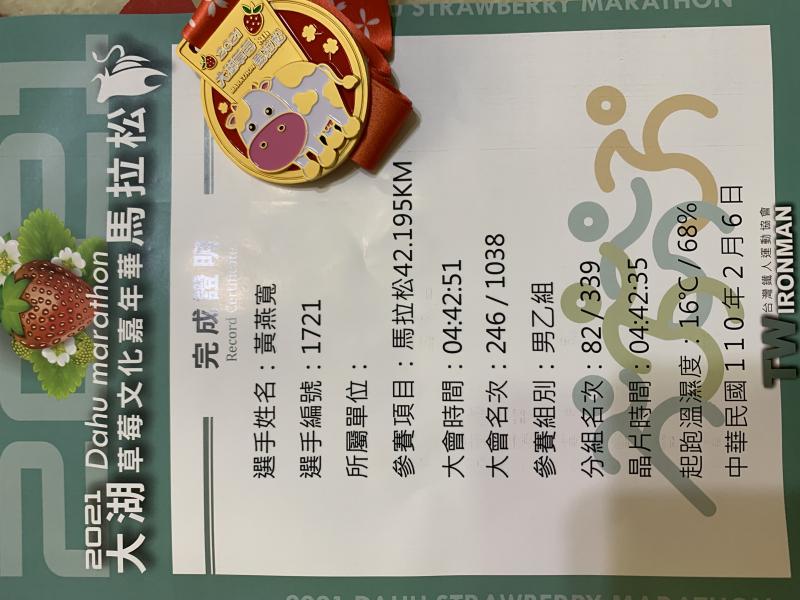 2021 Dahu marathon
大湖草莓文化嘉年華馬拉松
完成證明
Record Certificate
選手姓名：黃燕寬
選手編號：1721
所屬單位：
參賽項目：馬拉松42.195KM
大會時間：04:42:51
大會名次：246 / 1038
參賽組別：男乙組
分組名次：82 / 339
晶片時間：04:42:35
起跑溫濕度：16℃ / 68%
中華民國110年2月6日
台灣鐵人運動協會
TW IRONMAN
2021 DAHU STRAWBERRY MARATHON
STRAWBERRY MARATHON
2021
2021
MARATHON